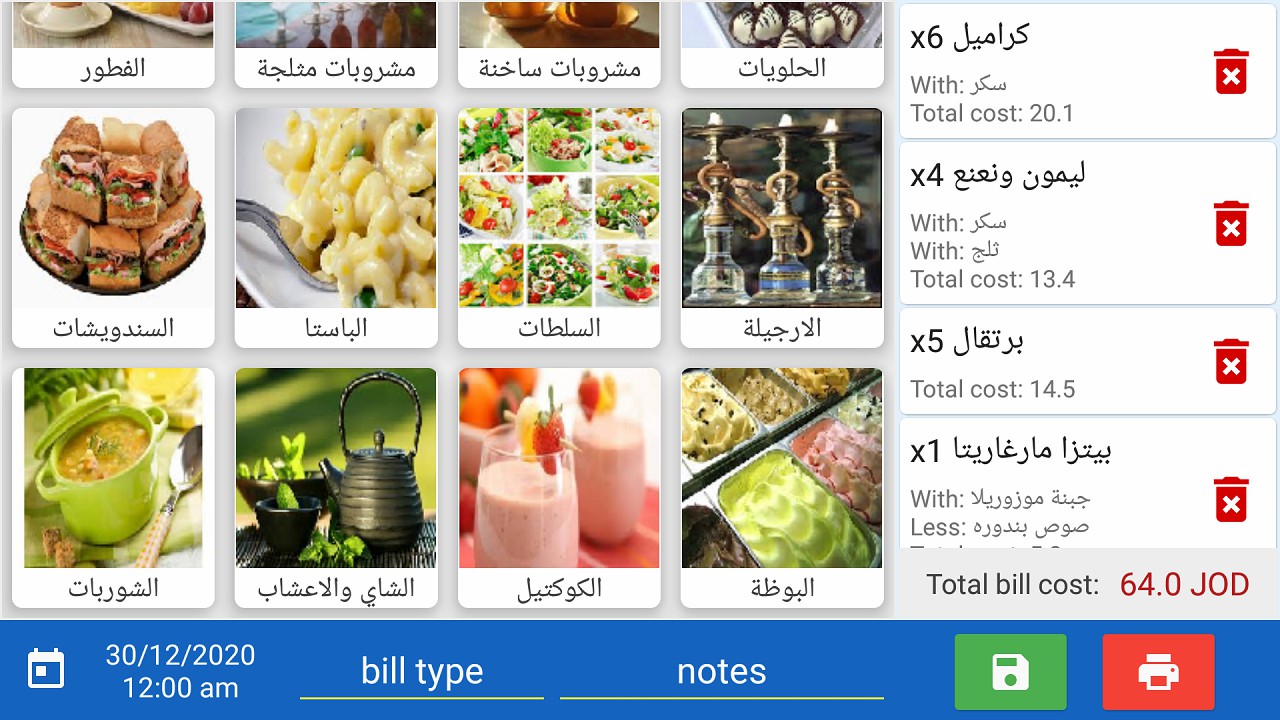 الفطور
مشروبات مثلجة
مشروبات ساخنة
الحلويات
السندويشات
الباستا
السلطات
الارجيلة
الشوربات
الشاي والاعشاب
الكوكتيل
البوظة
x6 كراميل
With: سكر
Total cost: 20.1
x4 ليمون ونعنع
With: سكر
With: ثلج
Total cost: 13.4
x5 برتقال
Total cost: 14.5
x1 بيتزا مارغاريتا
With: جبنة موزوريلا
Less: صوص بندوره
Total bill cost: 64.0 JOD
30/12/2020
12:00 am
bill type
notes